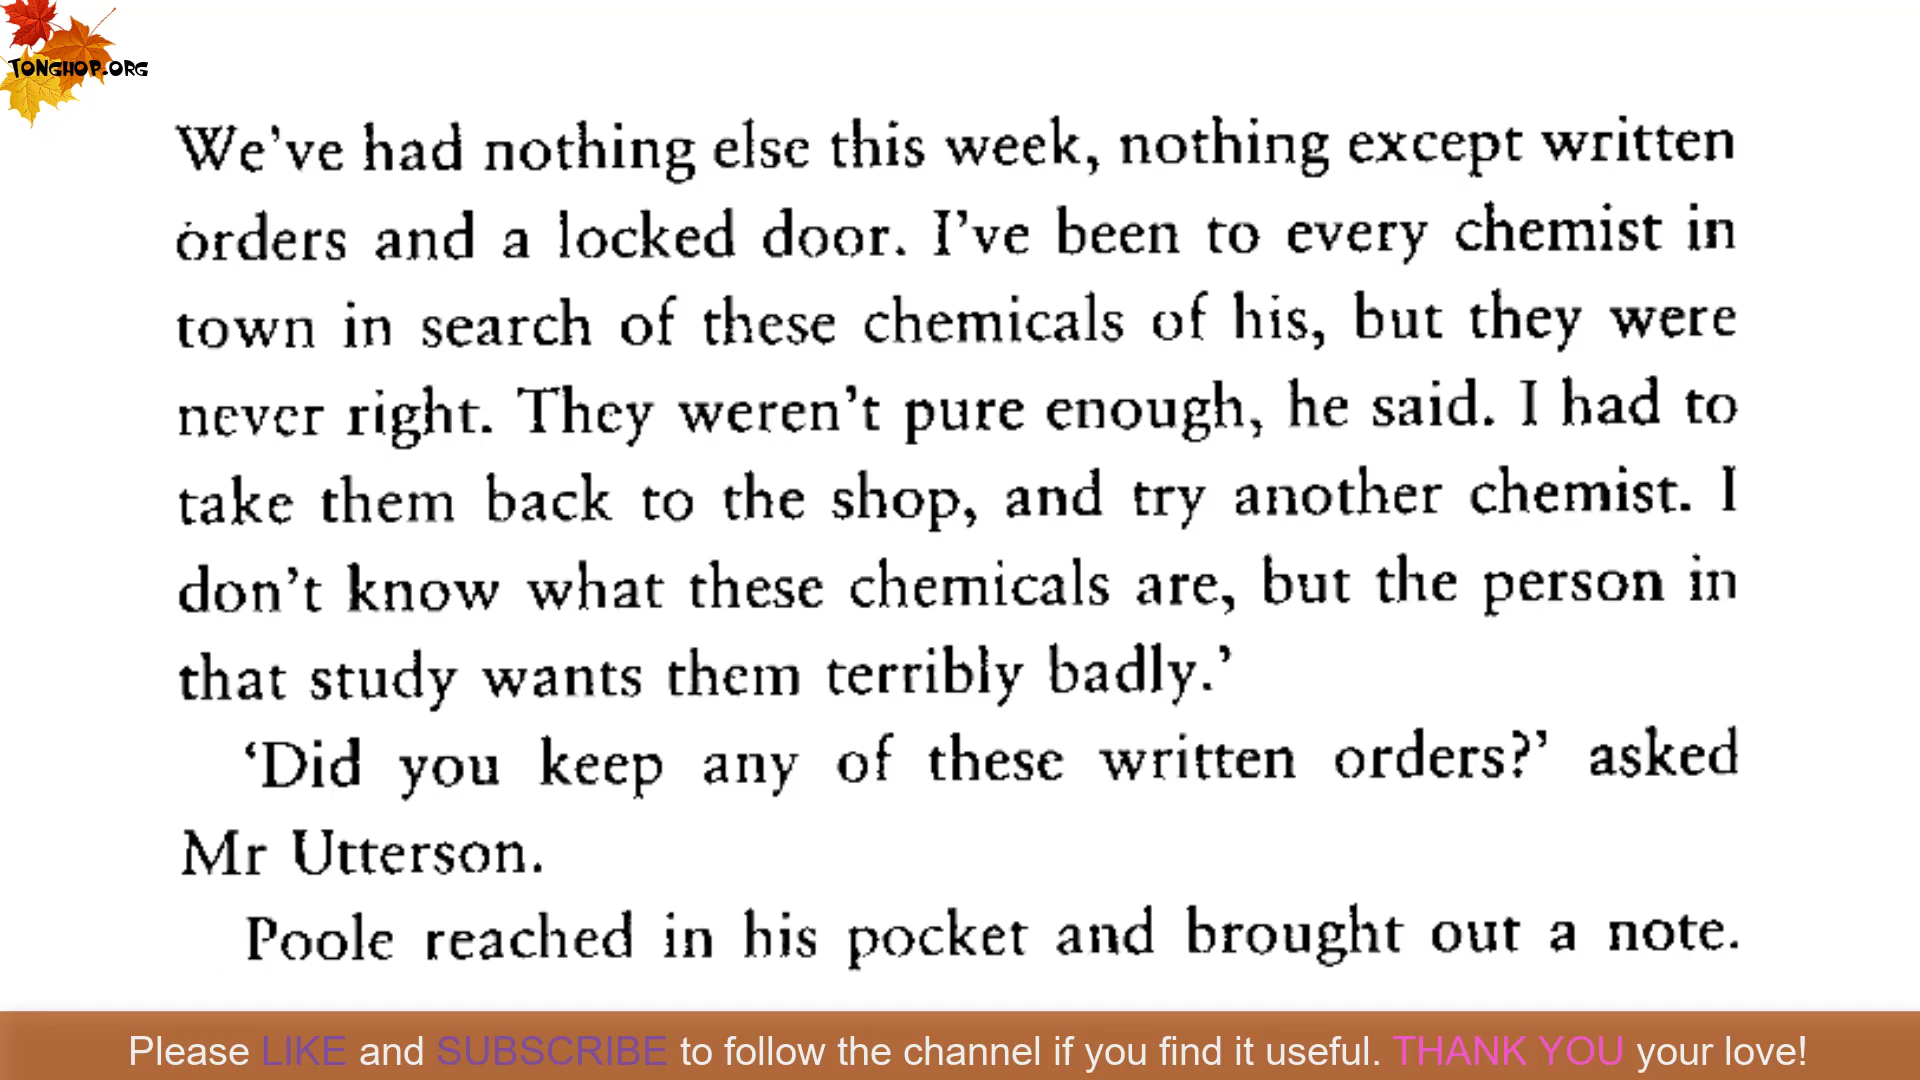 TONGHOP.ORG
We’ve had nothing else this week, nothing except written
orders and a locked door. I’ve been to every chemist in
town in search of these chemicals of his, but they were
never right. They weren’t pure enough, he said. I had to
take them back to the shop, and try another chemist. I
don’t know what these chemicals are, but the person in
that study wants them terribly badly.’
‘Did you keep any of these written orders?’ asked
Mr Utterson.
Poole reached in his pocket and brought out a note.
Please LIKE and SUBSCRIBE to follow the channel if you find it useful. THANK YOU your love!